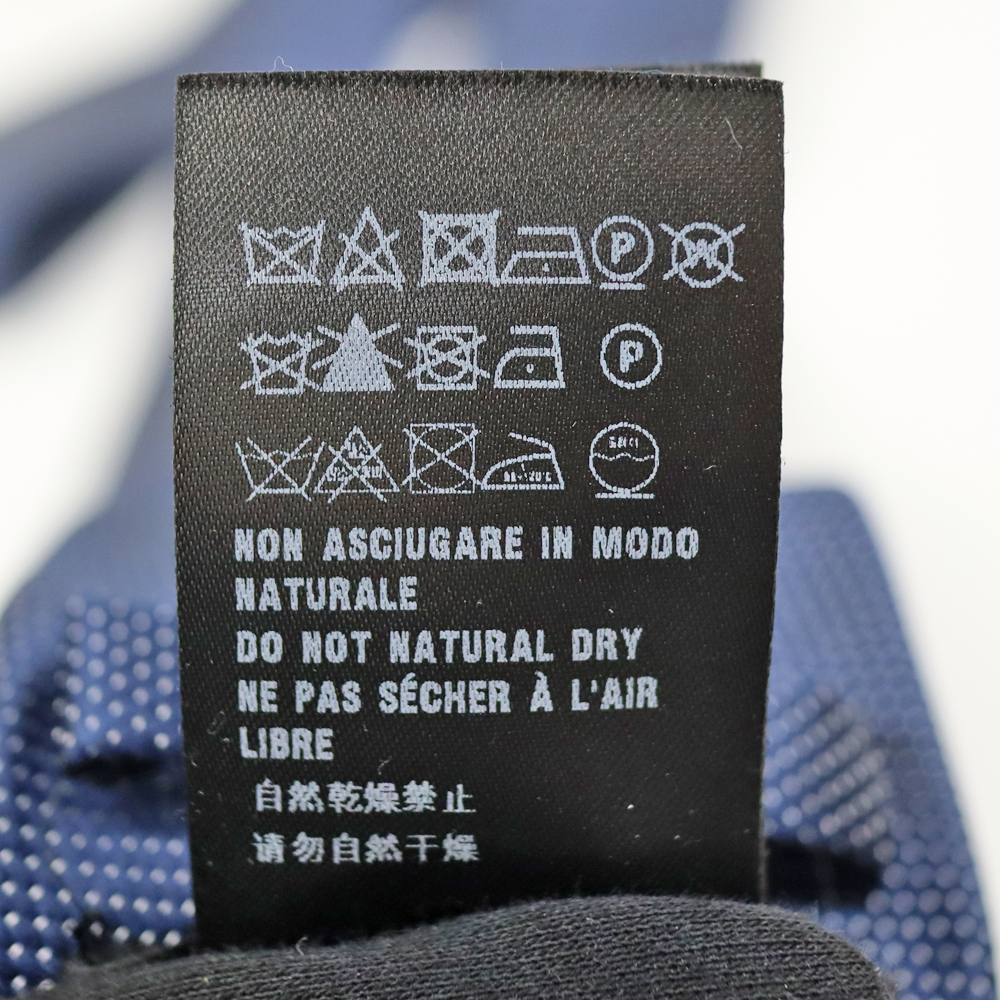 P W
P
NON ASCIUGARE IN MODO
NATURALE
DO NOT NATURAL DRY
NE PAS SÉCHER À L'AIR
LIBRE
自然乾燥禁止
请勿自然干燥